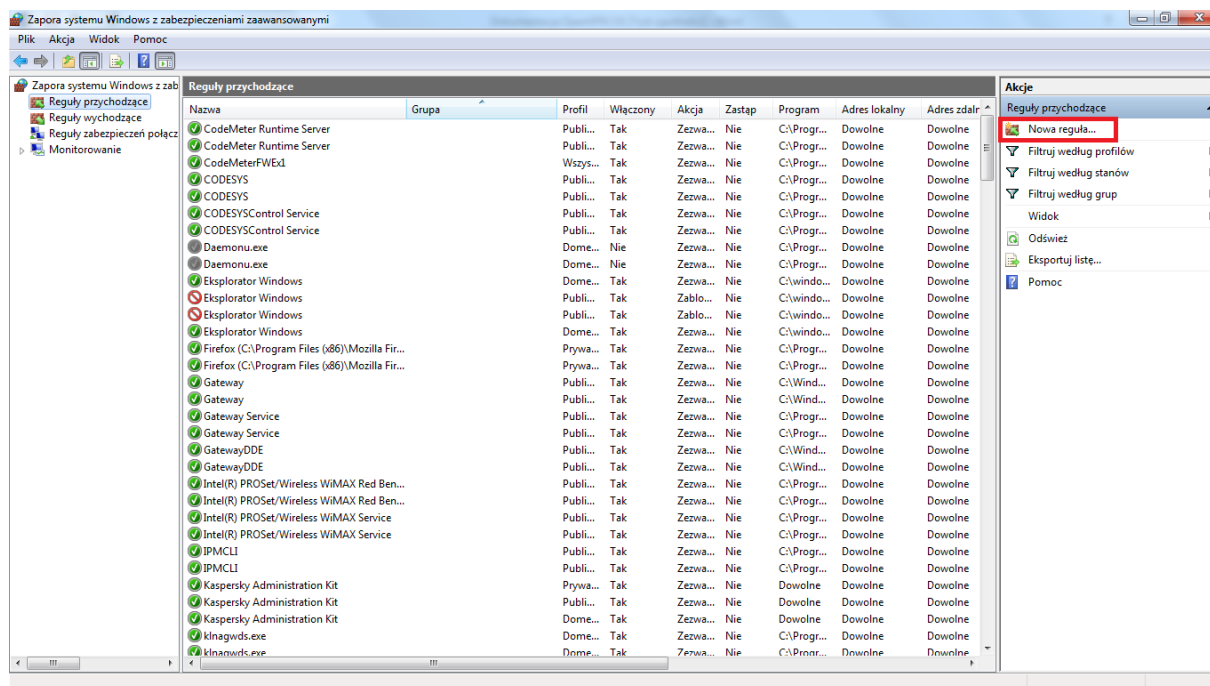 Zapora systemu Windows z zabezpieczeniami zaawansowanymi
Plik Akcja Widok Pomoc
Zapora systemu Windows z zab
Reguły przychodzące
Reguły wychodzące
Reguły zabezpieczeń połącz
Monitorowanie
Reguły przychodzące
Nazwa Grupa Profil Włączony Akcja Zastąp Program Adres lokalny Adres zdalr
CodeMeter Runtime Server Publi... Tak Zezwa... Nie C:\Progr... Dowolne Dowolne
CodeMeter Runtime Server Publi... Tak Zezwa... Nie C:\Progr... Dowolne Dowolne
CodeMeterFWEx1 Wszys... Tak Zezwa... Nie C:\Progr... Dowolne Dowolne
CODESYS Publi... Tak Zezwa... Nie C:\Progr... Dowolne Dowolne
CODESYS Publi... Tak Zezwa... Nie C:\Progr... Dowolne Dowolne
CODESYSControl Service Publi... Tak Zezwa... Nie C:\Progr... Dowolne Dowolne
CODESYSControl Service Publi... Tak Zezwa... Nie C:\Progr... Dowolne Dowolne
Daemonu.exe Dome... Nie Zezwa... Nie C:\Progr... Dowolne Dowolne
Daemonu.exe Dome... Nie Zezwa... Nie C:\Progr... Dowolne Dowolne
Eksplorator Windows Dome... Tak Zezwa... Nie C:\windo... Dowolne Dowolne
Eksplorator Windows Publi... Tak Zablo... Nie C:\windo... Dowolne Dowolne
Eksplorator Windows Publi... Tak Zablo... Nie C:\windo... Dowolne Dowolne
Eksplorator Windows Dome... Tak Zezwa... Nie C:\windo... Dowolne Dowolne
Firefox (C:\Program Files (x86)\Mozilla Fir... Prywa... Tak Zezwa... Nie C:\Progr... Dowolne Dowolne
Firefox (C:\Program Files (x86)\Mozilla Fir... Prywa... Tak Zezwa... Nie C:\Progr... Dowolne Dowolne
Gateway Publi... Tak Zezwa... Nie C:\Wind... Dowolne Dowolne
Gateway Publi... Tak Zezwa... Nie C:\Wind... Dowolne Dowolne
Gateway Service Publi... Tak Zezwa... Nie C:\Progr... Dowolne Dowolne
Gateway Service Publi... Tak Zezwa... Nie C:\Progr... Dowolne Dowolne
GatewayDDE Publi... Tak Zezwa... Nie C:\Wind... Dowolne Dowolne
GatewayDDE Publi... Tak Zezwa... Nie C:\Wind... Dowolne Dowolne
Intel(R) PROSet/Wireless WiMAX Red Ben... Publi... Tak Zezwa... Nie C:\Progr... Dowolne Dowolne
Intel(R) PROSet/Wireless WiMAX Red Ben... Publi... Tak Zezwa... Nie C:\Progr... Dowolne Dowolne
Intel(R) PROSet/Wireless WiMAX Service Publi... Tak Zezwa... Nie C:\Progr... Dowolne Dowolne
Intel(R) PROSet/Wireless WiMAX Service Publi... Tak Zezwa... Nie C:\Progr... Dowolne Dowolne
IPMCLI Publi... Tak Zezwa... Nie C:\Progr... Dowolne Dowolne
IPMCLI Publi... Tak Zezwa... Nie C:\Progr... Dowolne Dowolne
Kaspersky Administration Kit Prywa... Tak Zezwa... Nie Dowolne Dowolne Dowolne
Kaspersky Administration Kit Publi... Tak Zezwa... Nie Dowolne Dowolne Dowolne
Kaspersky Administration Kit Dome... Tak Zezwa... Nie Dowolne Dowolne Dowolne
klnagwds.exe Dome... Tak Zezwa... Nie C:\Progr... Dowolne Dowolne
klnagwds.exe Dome... Tak Zezwa... Nie C:\Progr... Dowolne Dowolne
Akcje
Reguły przychodzące
Nowa reguła...
Filtruj według profilów
Filtruj według stanów
Filtruj według grup
Widok
Odśwież
Eksportuj listę...
Pomoc